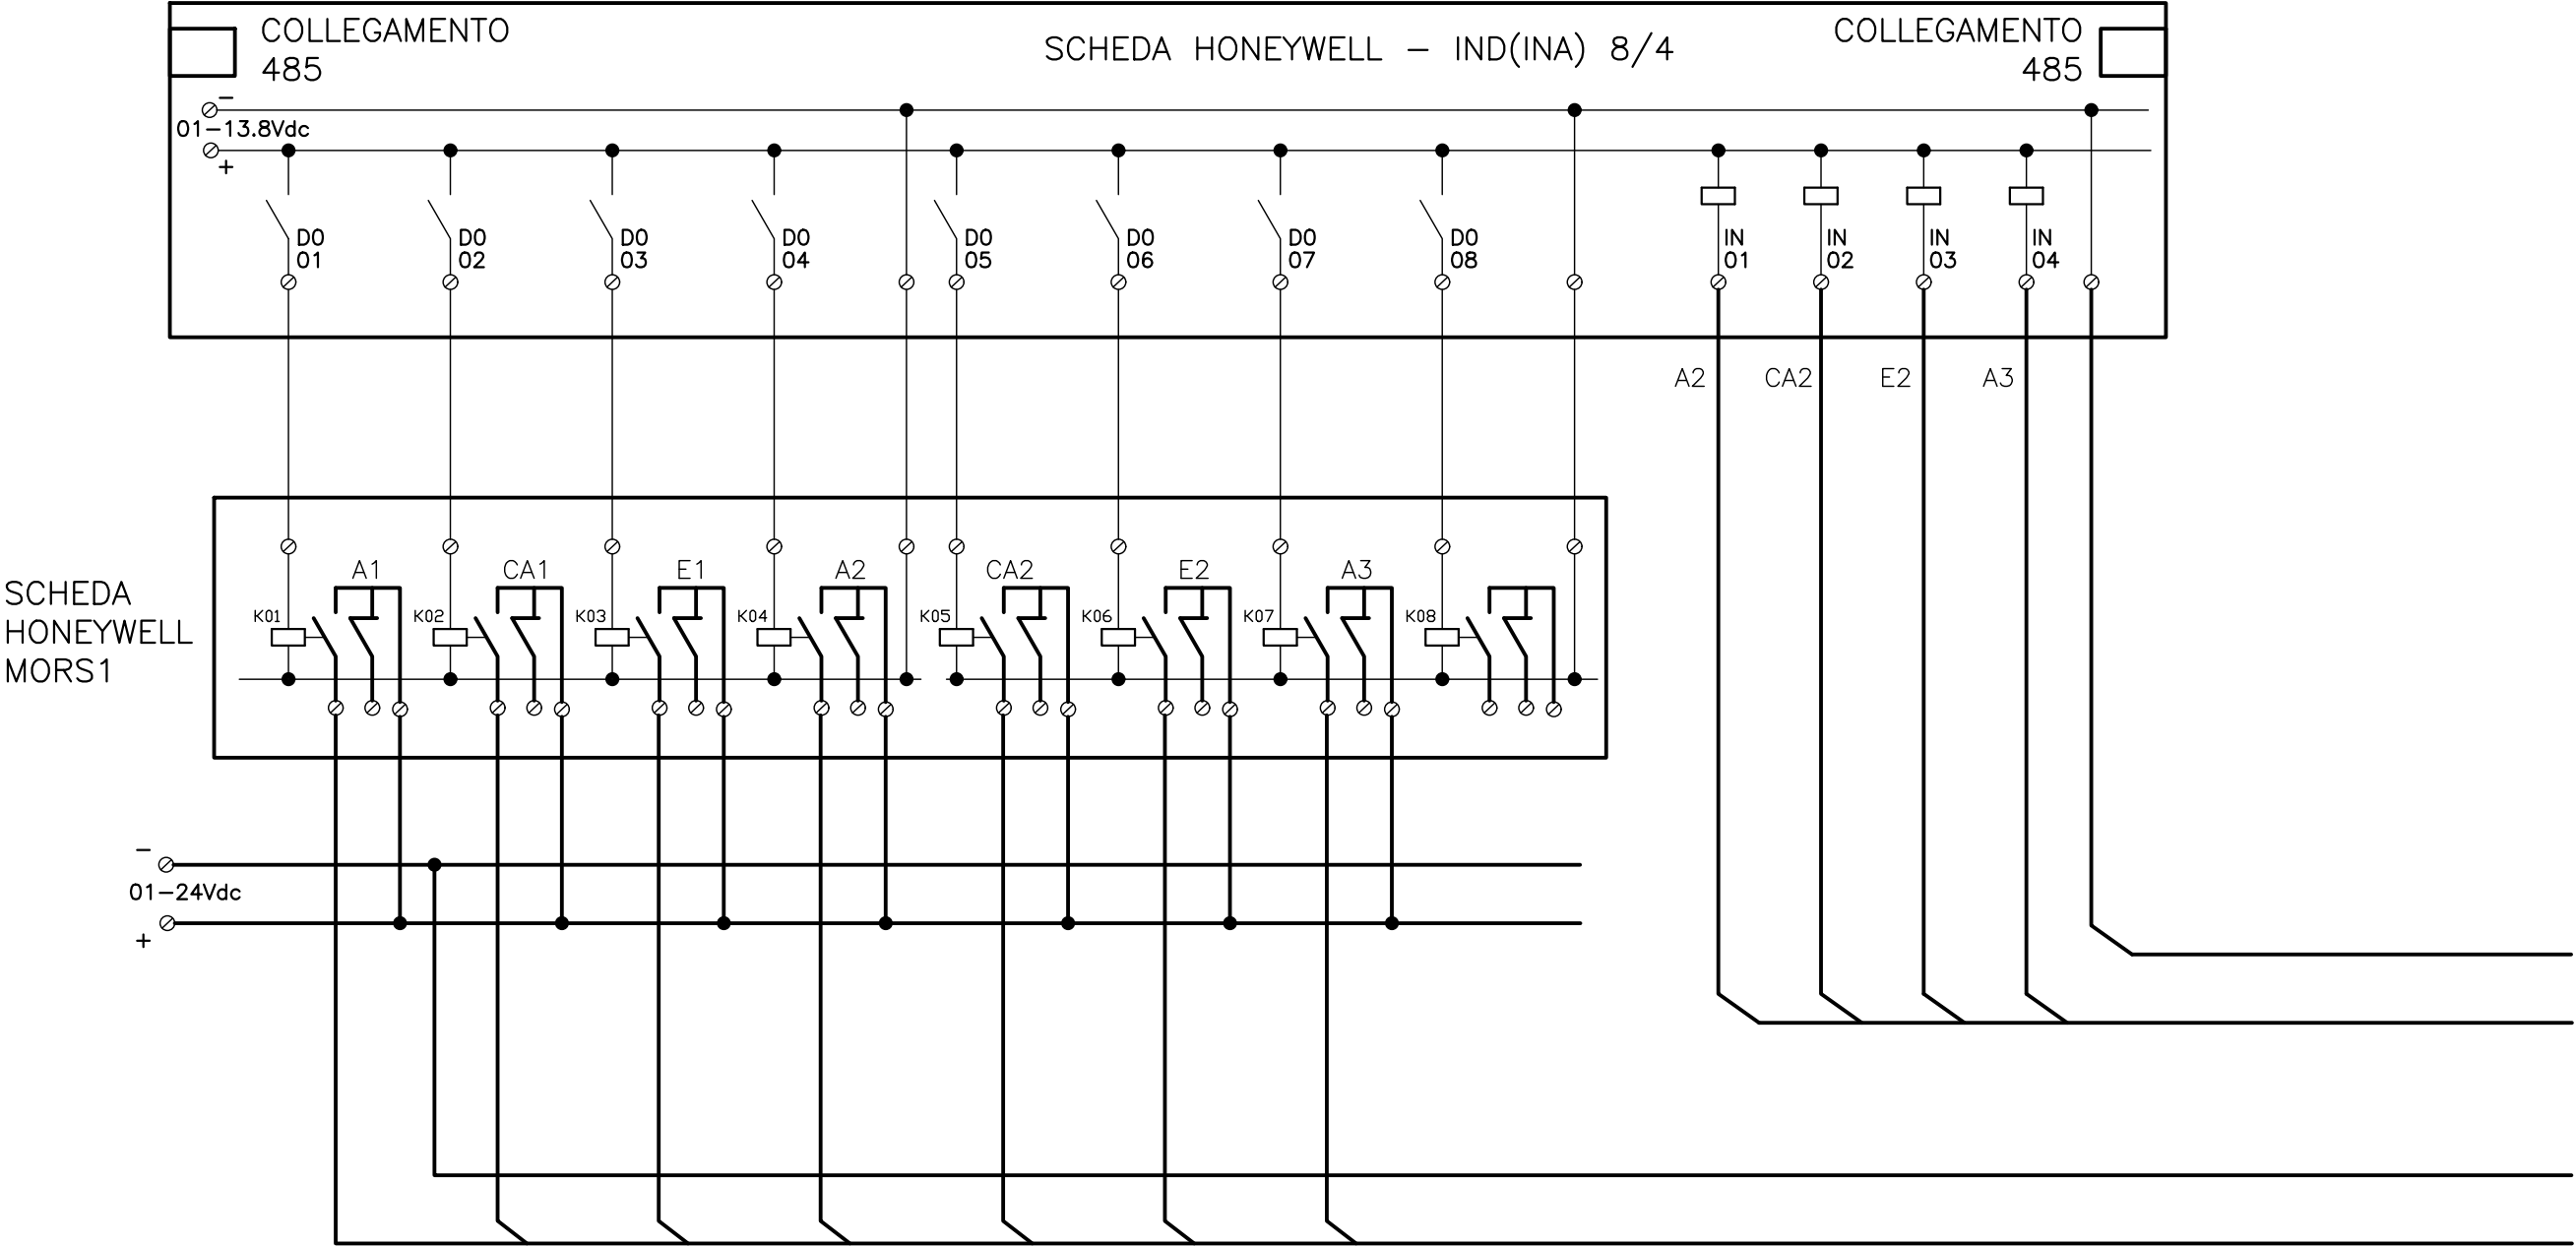 COLLEGAMENTO
485
SCHEDA HONEYWELL - IND(INA) 8/4
COLLEGAMENTO
485
-
01-13.8Vdc
+
DO
01
DO
02
DO
03
DO
04
DO
05
DO
06
DO
07
DO
08
IN
01
IN
02
IN
03
IN
04
A2
CA2
E2
A3
SCHEDA
HONEYWELL
MORS1
A1
CA1
E1
A2
CA2
E2
A3
K01
K02
K03
K04
K05
K06
K07
K08
-
01-24Vdc
+